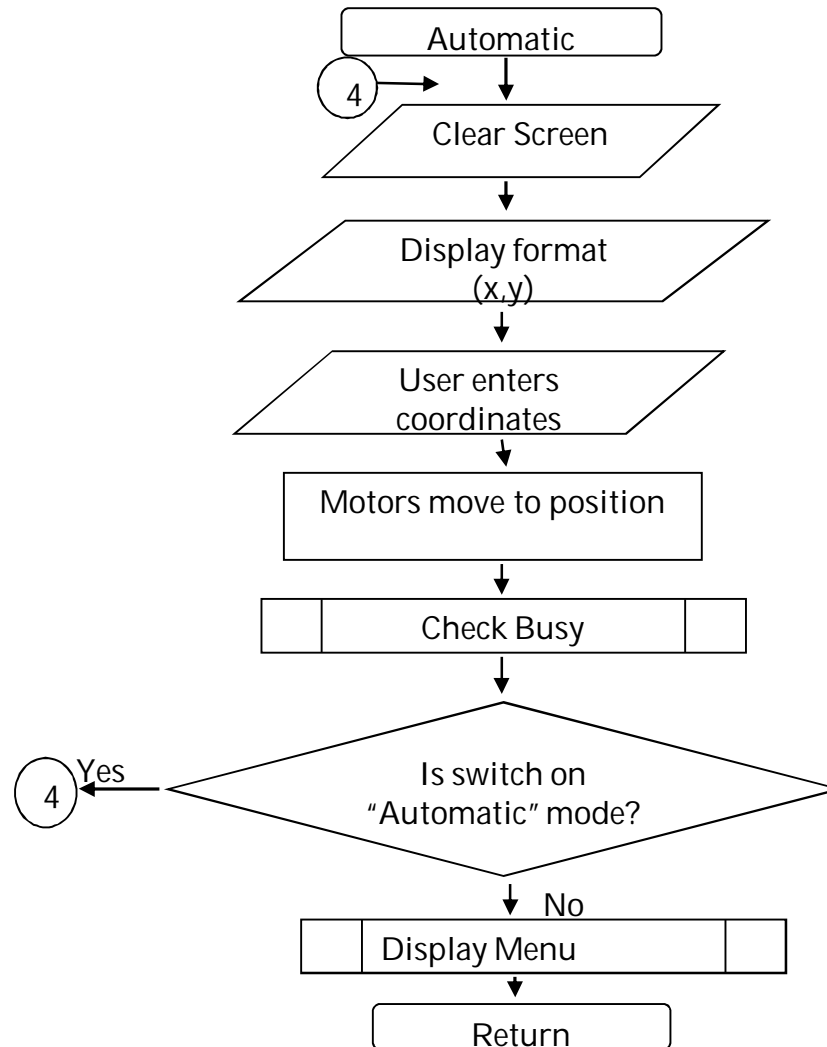 Automatic
4
Clear Screen
Display format
(x,y)
User enters
coordinates
Motors move to position
Check Busy
Yes
4
Is switch on
“Automatic” mode?
No
Display Menu
Return